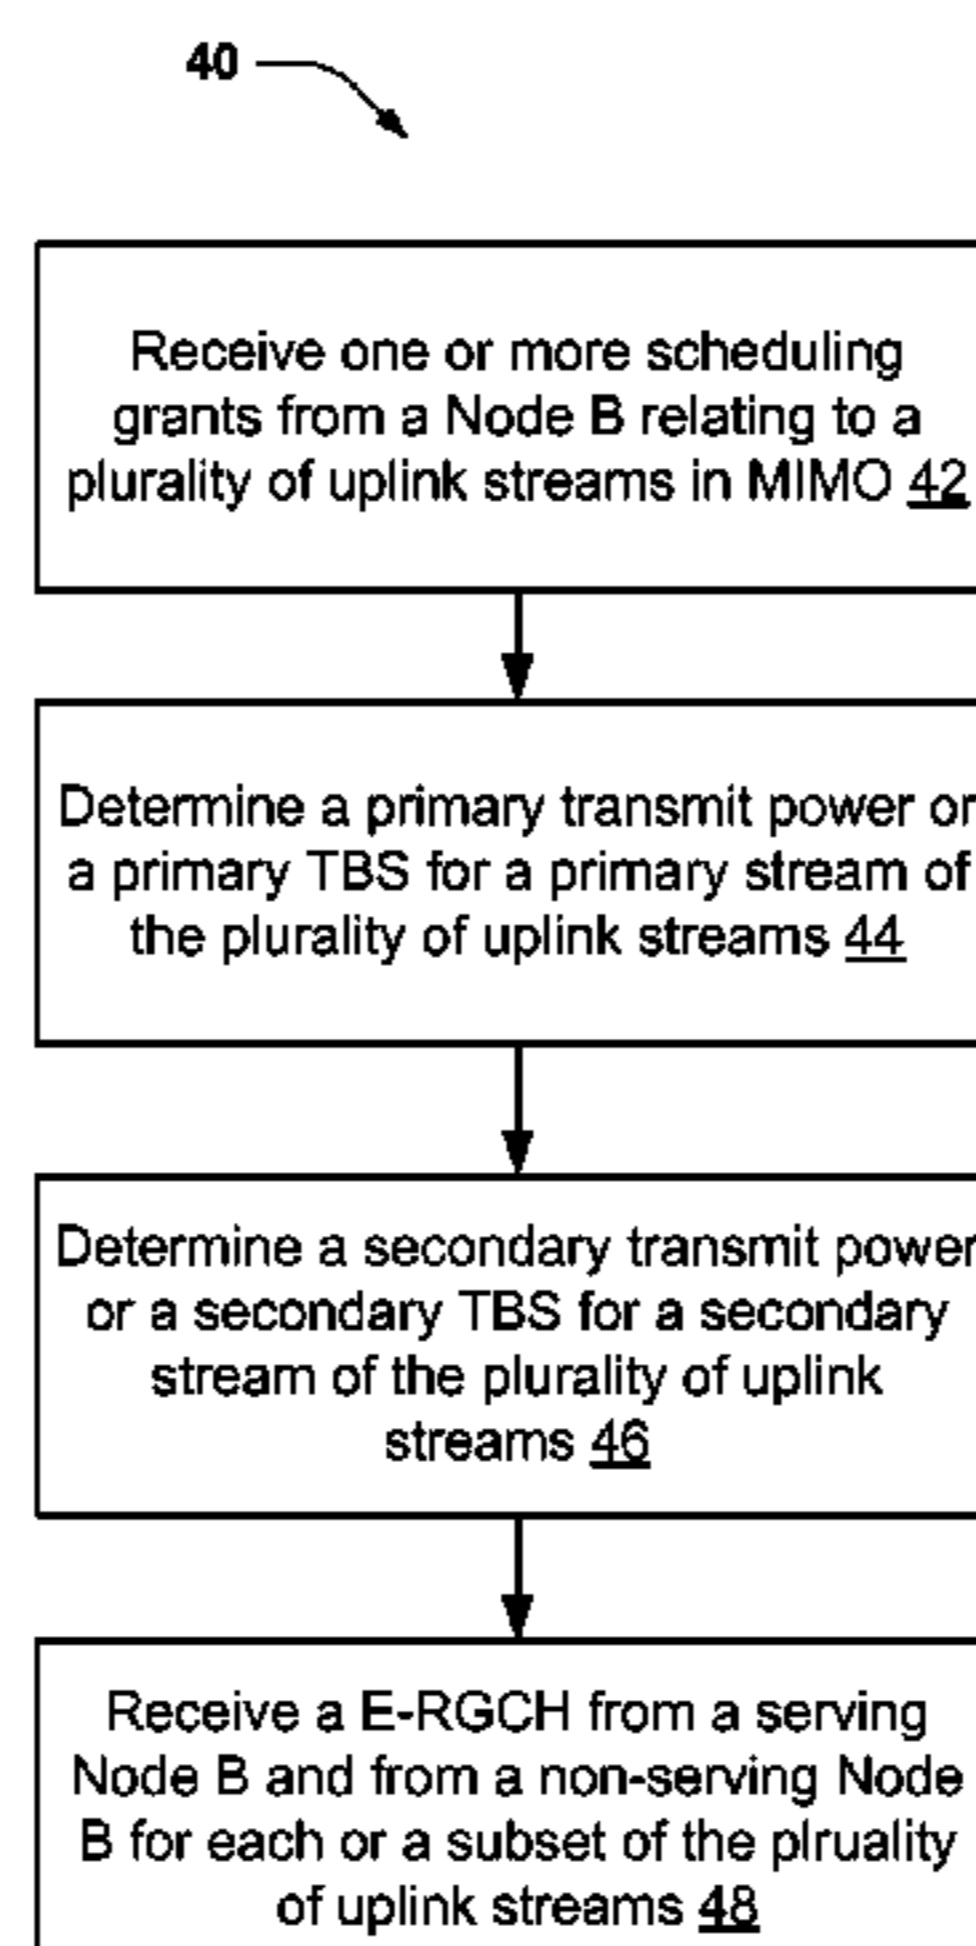 40
Receive one or more scheduling
grants from a Node B relating to a
plurality of uplink streams in MIMO 42
Determine a primary transmit power or
a primary TBS for a primary stream of
the plurality of uplink streams 44
Determine a secondary transmit power
or a secondary TBS for a secondary
stream of the plurality of uplink
streams 46
Receive a E-RGCH from a serving
Node B and from a non-serving Node
B for each or a subset of the plruality
of uplink streams 48